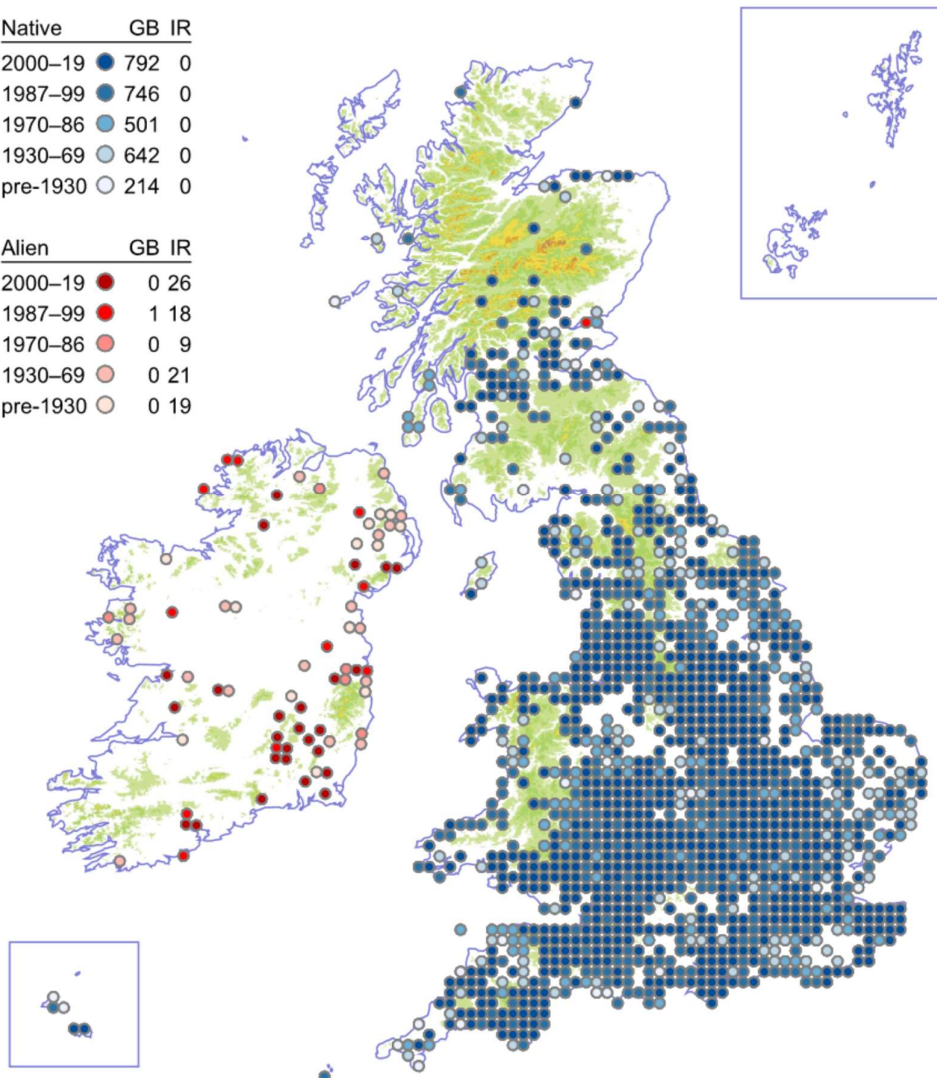 Native GB IR
2000–19 792 0
1987–99 746 0
1970–86 501 0
1930–69 642 0
pre-1930 214 0
Alien GB IR
2000–19 0 26
1987–99 1 18
1970–86 0 9
1930–69 0 21
pre-1930 0 19